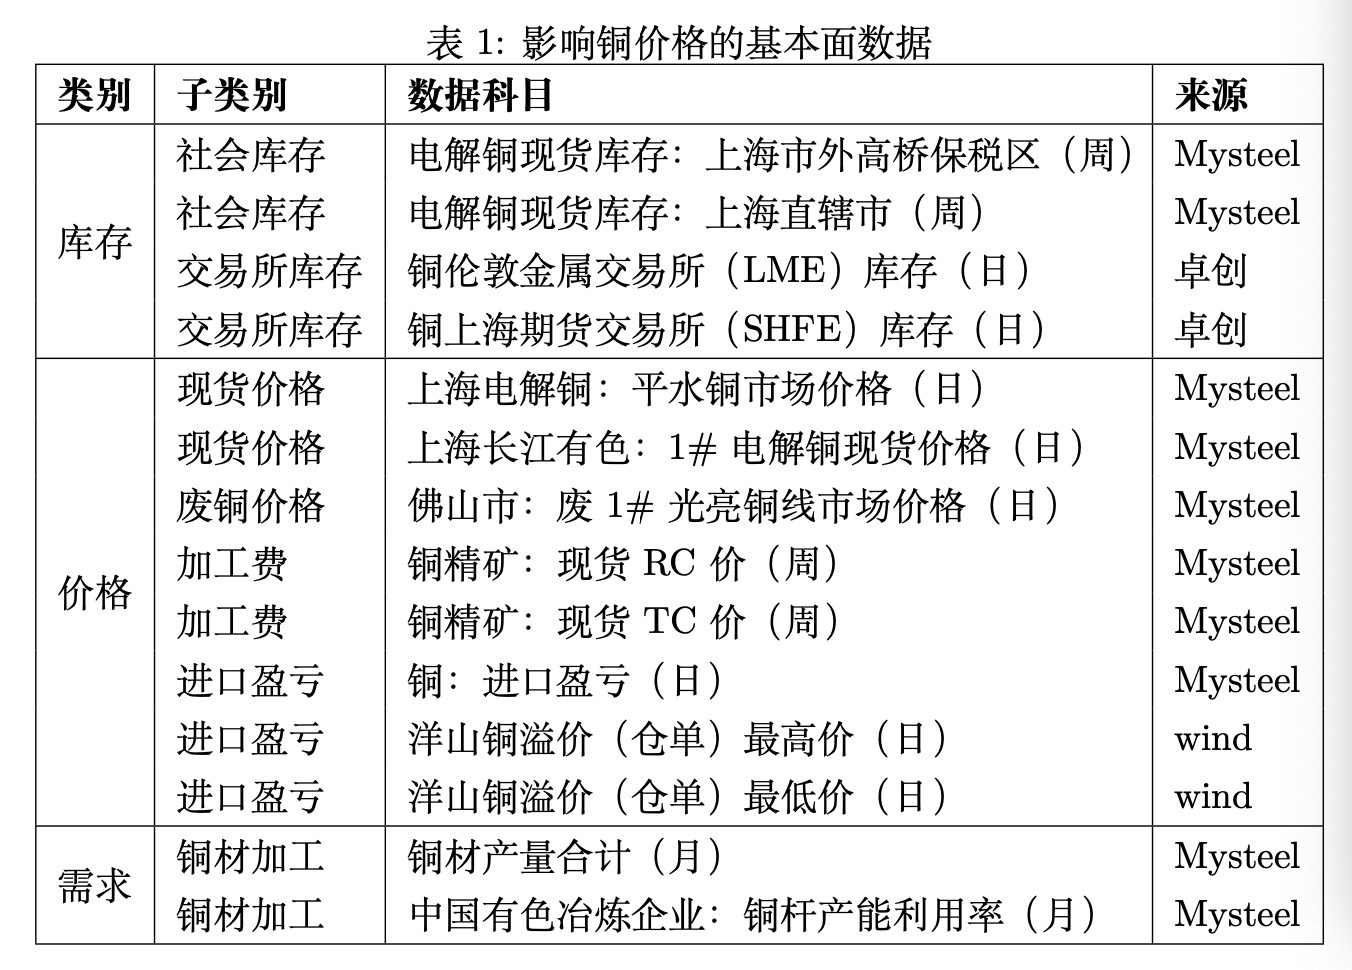 表 1: 影响铜价格的基本面数据
类别 子类别 数据科目 来源
库存 社会库存 电解铜现货库存：上海市外高桥保税区（周） Mysteel
社会库存 电解铜现货库存：上海直辖市（周） Mysteel
交易所库存 铜伦敦金属交易所（LME）库存（日） 卓创
交易所库存 铜上海期货交易所（SHFE）库存（日） 卓创
价格 现货价格 上海电解铜：平水铜市场价格（日） Mysteel
现货价格 上海长江有色：1# 电解铜现货价格（日） Mysteel
废铜价格 佛山市：废 1# 光亮铜线市场价格（日） Mysteel
加工费 铜精矿：现货 RC 价（周） Mysteel
加工费 铜精矿：现货 TC 价（周） Mysteel
进口盈亏 铜：进口盈亏（日） Mysteel
进口盈亏 洋山铜溢价（仓单）最高价（日） wind
进口盈亏 洋山铜溢价（仓单）最低价（日） wind
需求 铜材加工 铜材产量合计（月） Mysteel
铜材加工 中国有色冶炼企业：铜杆产能利用率（月） Mysteel